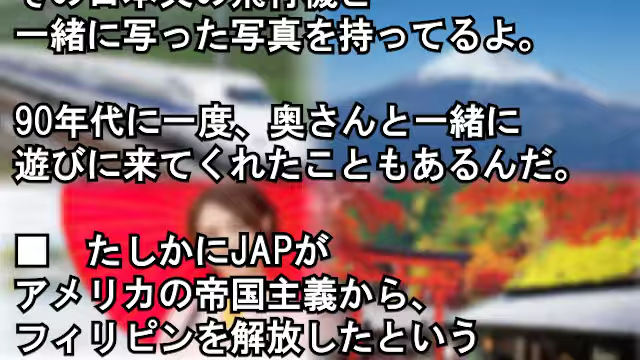 その日本英の飛行機と
一緒に写った写真を持ってるよ。
90年代に一度、奥さんと一緒に
遊びに来てくれたこともあるんだ。
■ たしかにJAPが
アメリカの帝国主義から、
フィリピンを解放したという